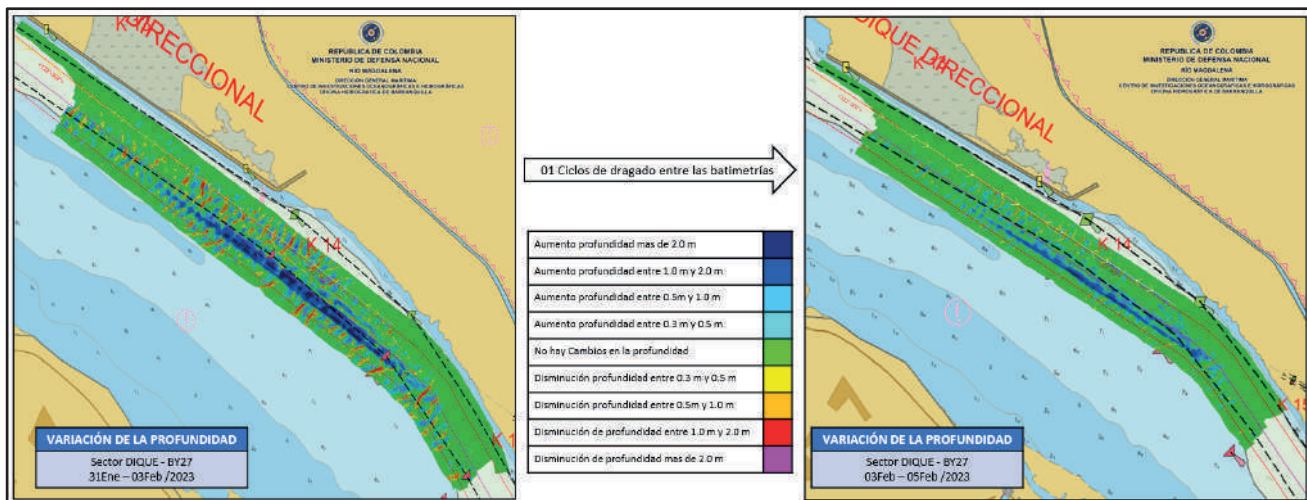 DIRECCIONAL
K 14
REPÚBLICA DE COLOMBIA
MINISTERIO DE DEFENSA NACIONAL
RÍO MAGDALENA
DIRECCIÓN GENERAL MARÍTIMA
CENTRO DE INVESTIGACIONES OCEANOGRÁFICAS E HIDROGRÁFICAS
OFICINA HIDROGRÁFICA DE BARRANQUILLA
VARIACIÓN DE LA PROFUNDIDAD
Sector DIQUE - BY27
31Ene – 03Feb /2023
01 Ciclos de dragado entre las batimetrías
Aumento profundidad mas de 2.0 m
Aumento profundidad entre 1.0 m y 2.0 m
Aumento profundidad entre 0.5m y 1.0 m
Aumento profundidad entre 0.3 m y 0.5 m
No hay Cambios en la profundidad
Disminución profundidad entre 0.3 m y 0.5 m
Disminución profundidad entre 0.5m y 1.0 m
Disminución de profundidad entre 1.0 m y 2.0 m
Disminución de profundidad mas de 2.0 m
DIQUE DIRECCIONAL
K 14
K 15
REPÚBLICA DE COLOMBIA
MINISTERIO DE DEFENSA NACIONAL
RÍO MAGDALENA
DIRECCIÓN GENERAL MARÍTIMA
CENTRO DE INVESTIGACIONES OCEANOGRÁFICAS E HIDROGRÁFICAS
OFICINA HIDROGRÁFICA DE BARRANQUILLA
VARIACIÓN DE LA PROFUNDIDAD
Sector DIQUE - BY27
03Feb – 05Feb /2023